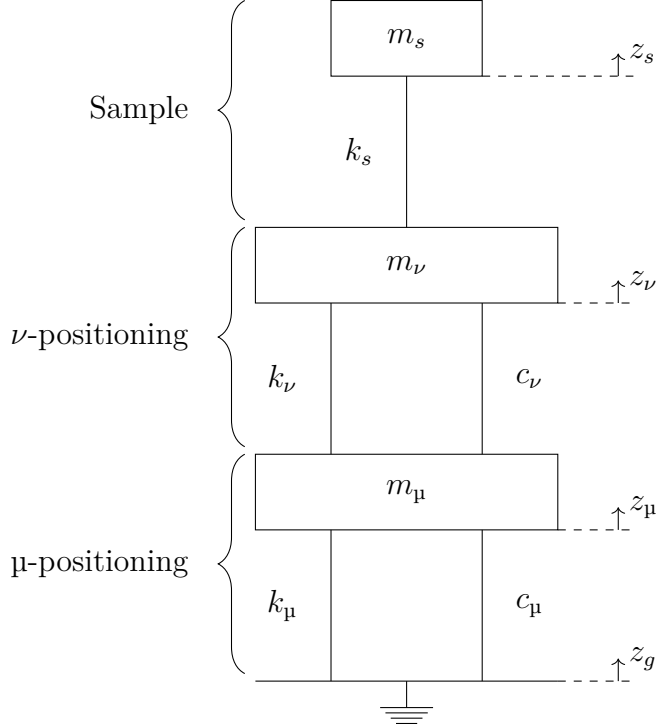 m_s
z_s
Sample
k_s
m_ν
z_ν
ν-positioning
k_ν
c_ν
m_µ
z_µ
µ-positioning
k_µ
c_µ
z_g